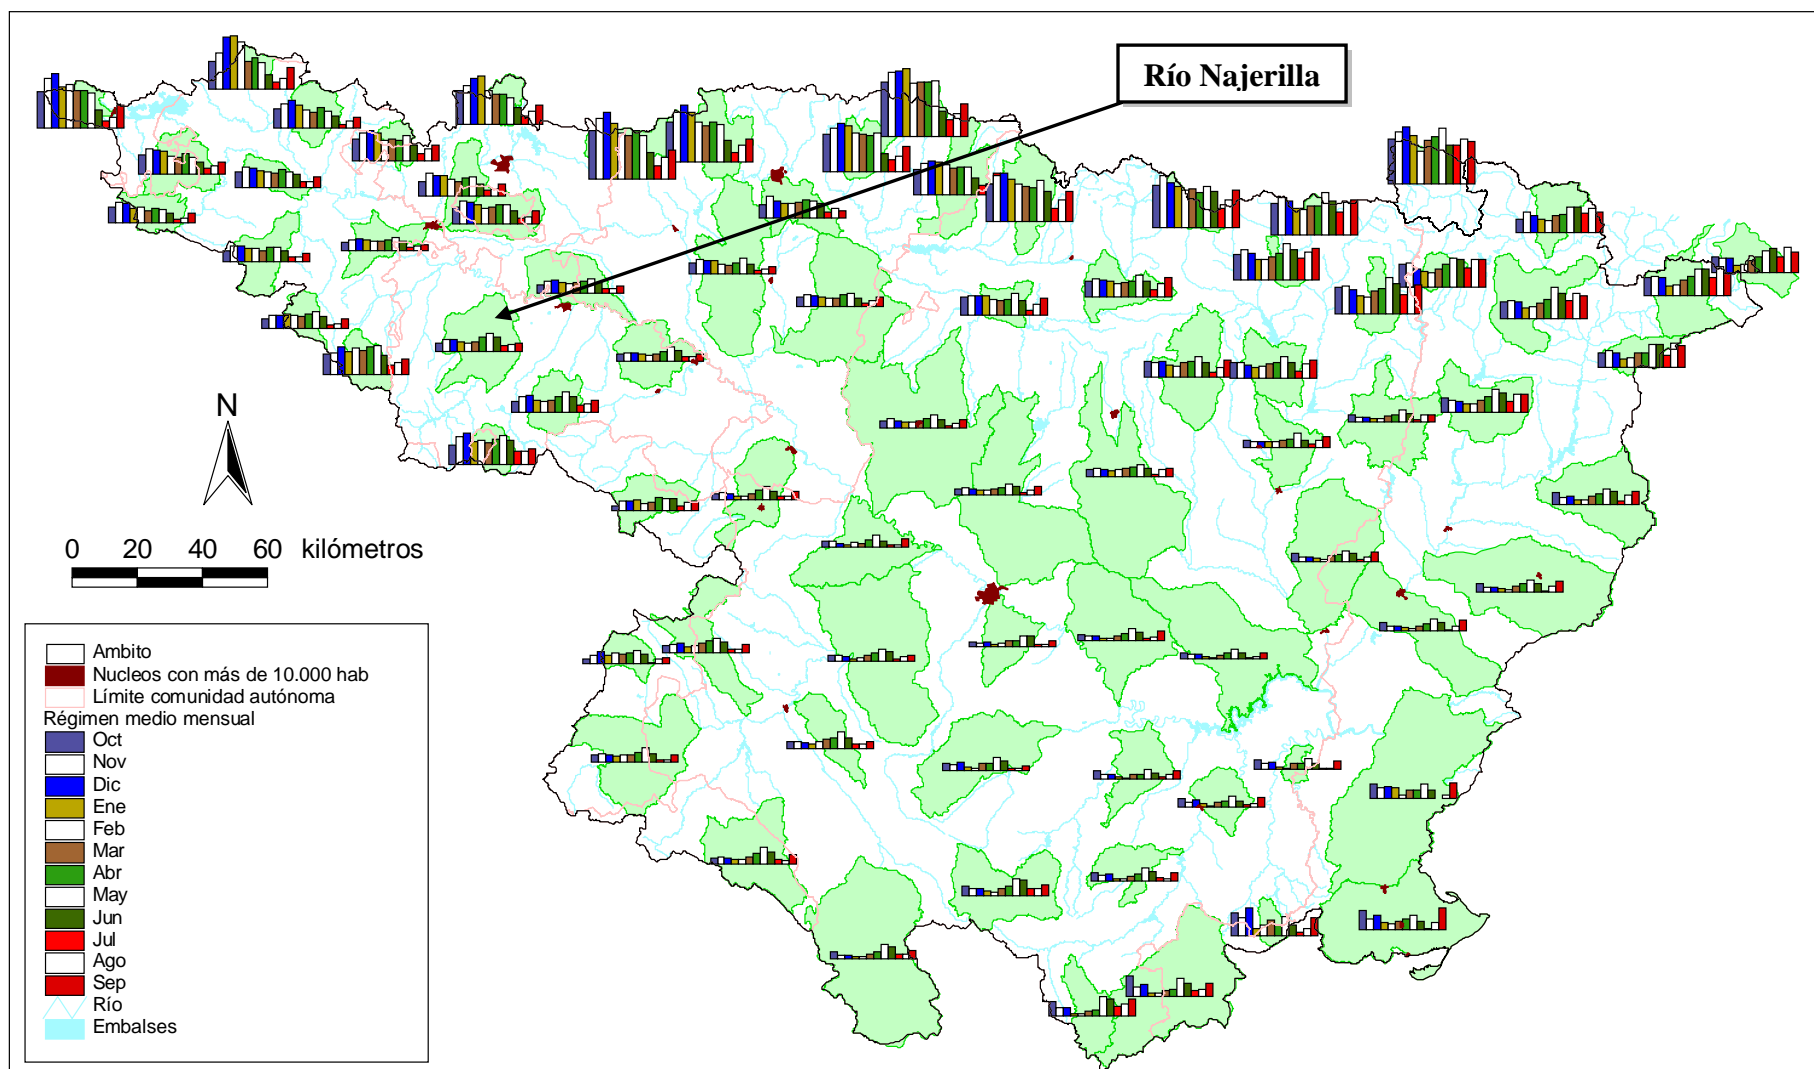 Río Najerilla
N
0 20 40 60 kilómetros
Ambito
Nucleos con más de 10.000 hab
Límite comunidad autónoma
Régimen medio mensual
Oct
Nov
Dic
Ene
Feb
Mar
Abr
May
Jun
Jul
Ago
Sep
Río
Embalses